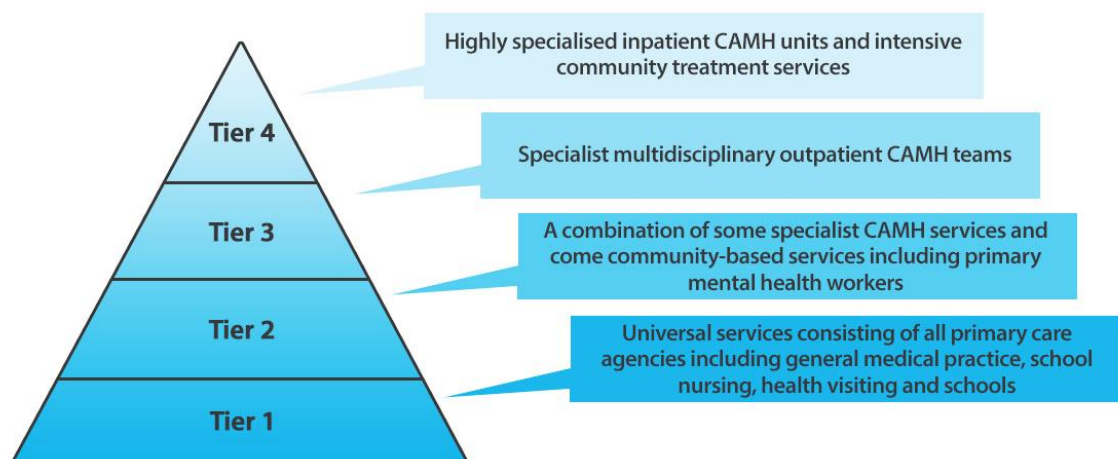 Highly specialised inpatient CAMH units and intensive
community treatment services
Tier 4
Specialist multidisciplinary outpatient CAMH teams
Tier 3
A combination of some specialist CAMH services and
come community-based services including primary
mental health workers
Tier 2
Universal services consisting of all primary care
agencies including general medical practice, school
nursing, health visiting and schools
Tier 1